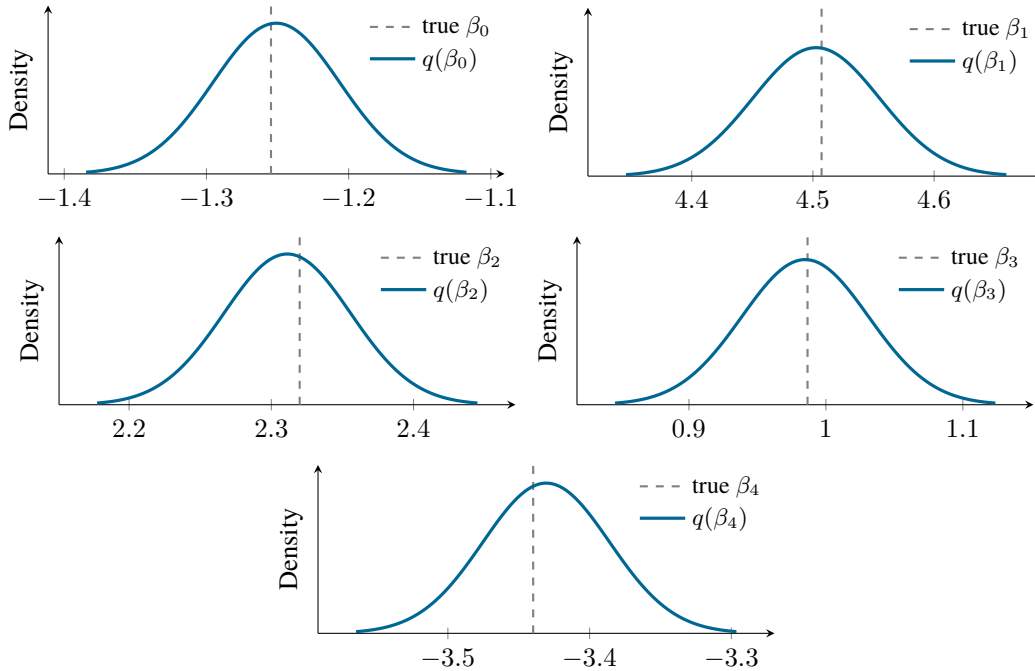 true β₀
q(β₀)
Density
−1.4 −1.3 −1.2 −1.1
true β₁
q(β₁)
Density
4.4 4.5 4.6
true β₂
q(β₂)
Density
2.2 2.3 2.4
true β₃
q(β₃)
Density
0.9 1 1.1
true β₄
q(β₄)
Density
−3.5 −3.4 −3.3